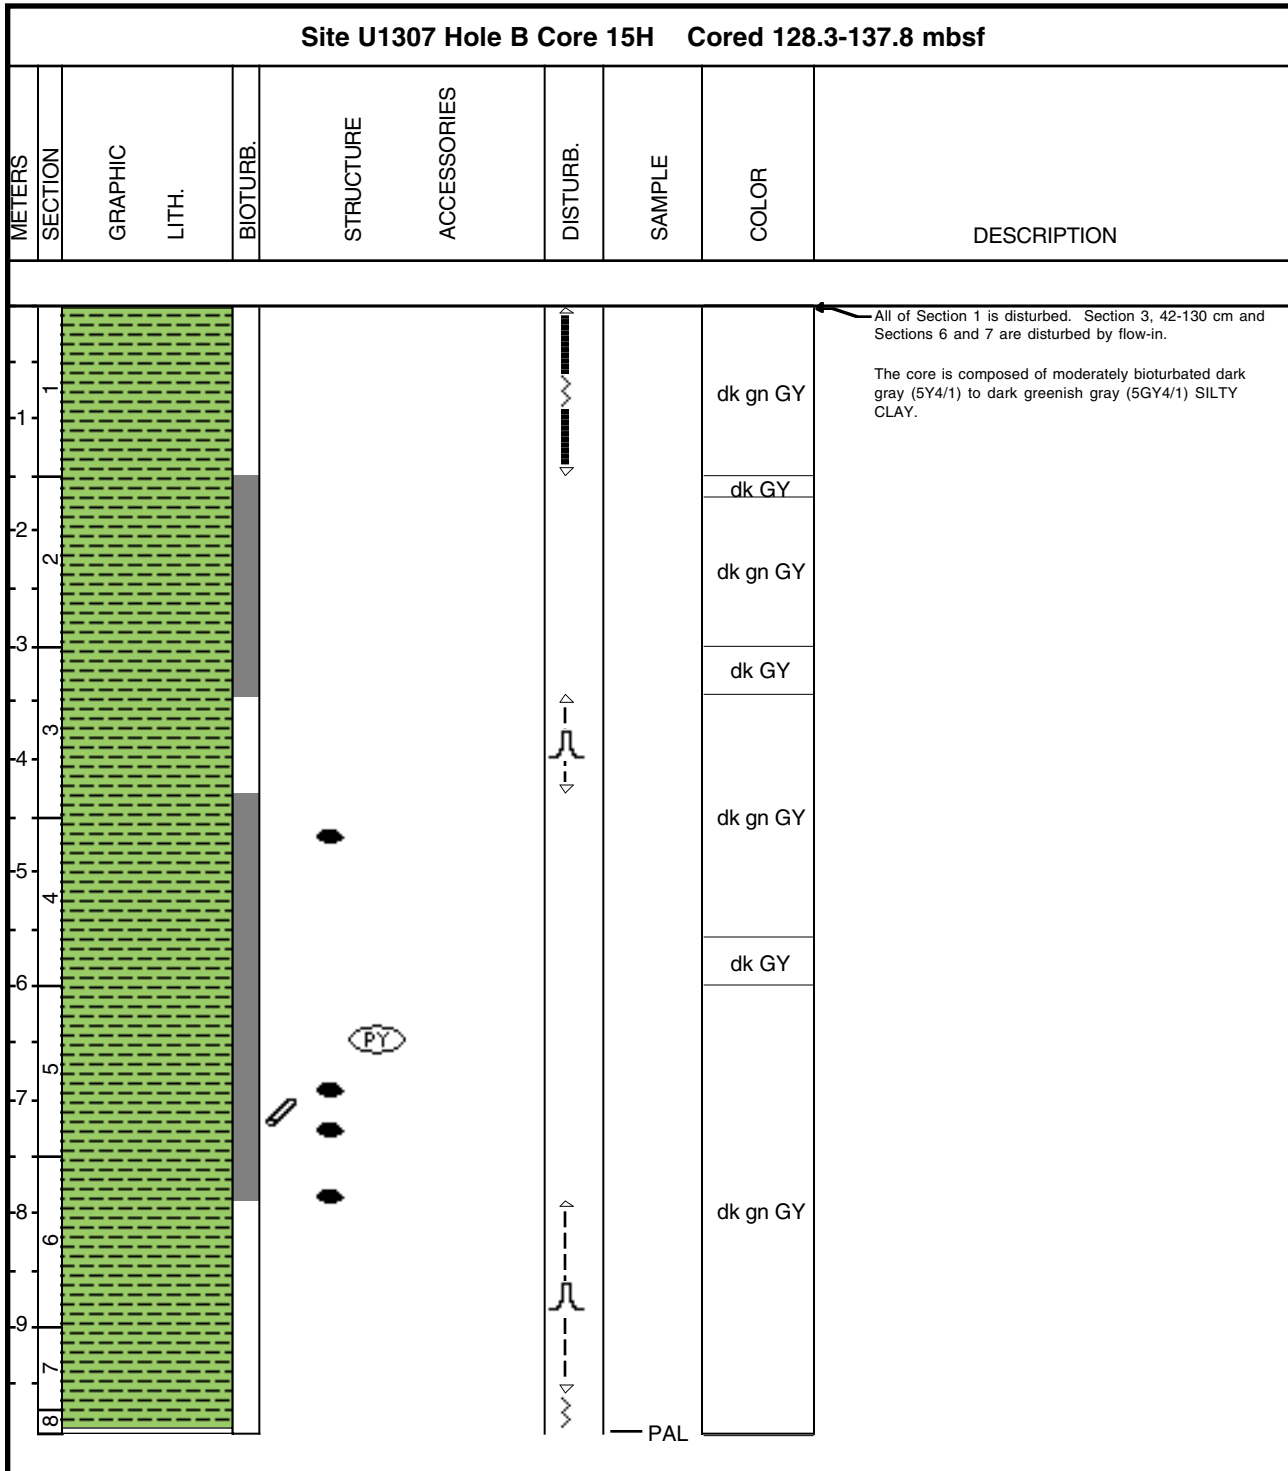 Site U1307 Hole B Core 15H Cored 128.3-137.8 mbsf
METERS
SECTION
GRAPHIC
LITH.
BIOTURB.
STRUCTURE
ACCESSORIES
DISTURB.
SAMPLE
COLOR
DESCRIPTION
All of Section 1 is disturbed. Section 3, 42-130 cm and
Sections 6 and 7 are disturbed by flow-in.
The core is composed of moderately bioturbated dark
gray (5Y4/1) to dark greenish gray (5GY4/1) SILTY
CLAY.
1
dk gn GY
1
dk GY
2
2
dk gn GY
3
dk GY
3
4
dk gn GY
5
4
dk GY
6
PY
5
7
8
dk gn GY
6
9
7
8
PAL